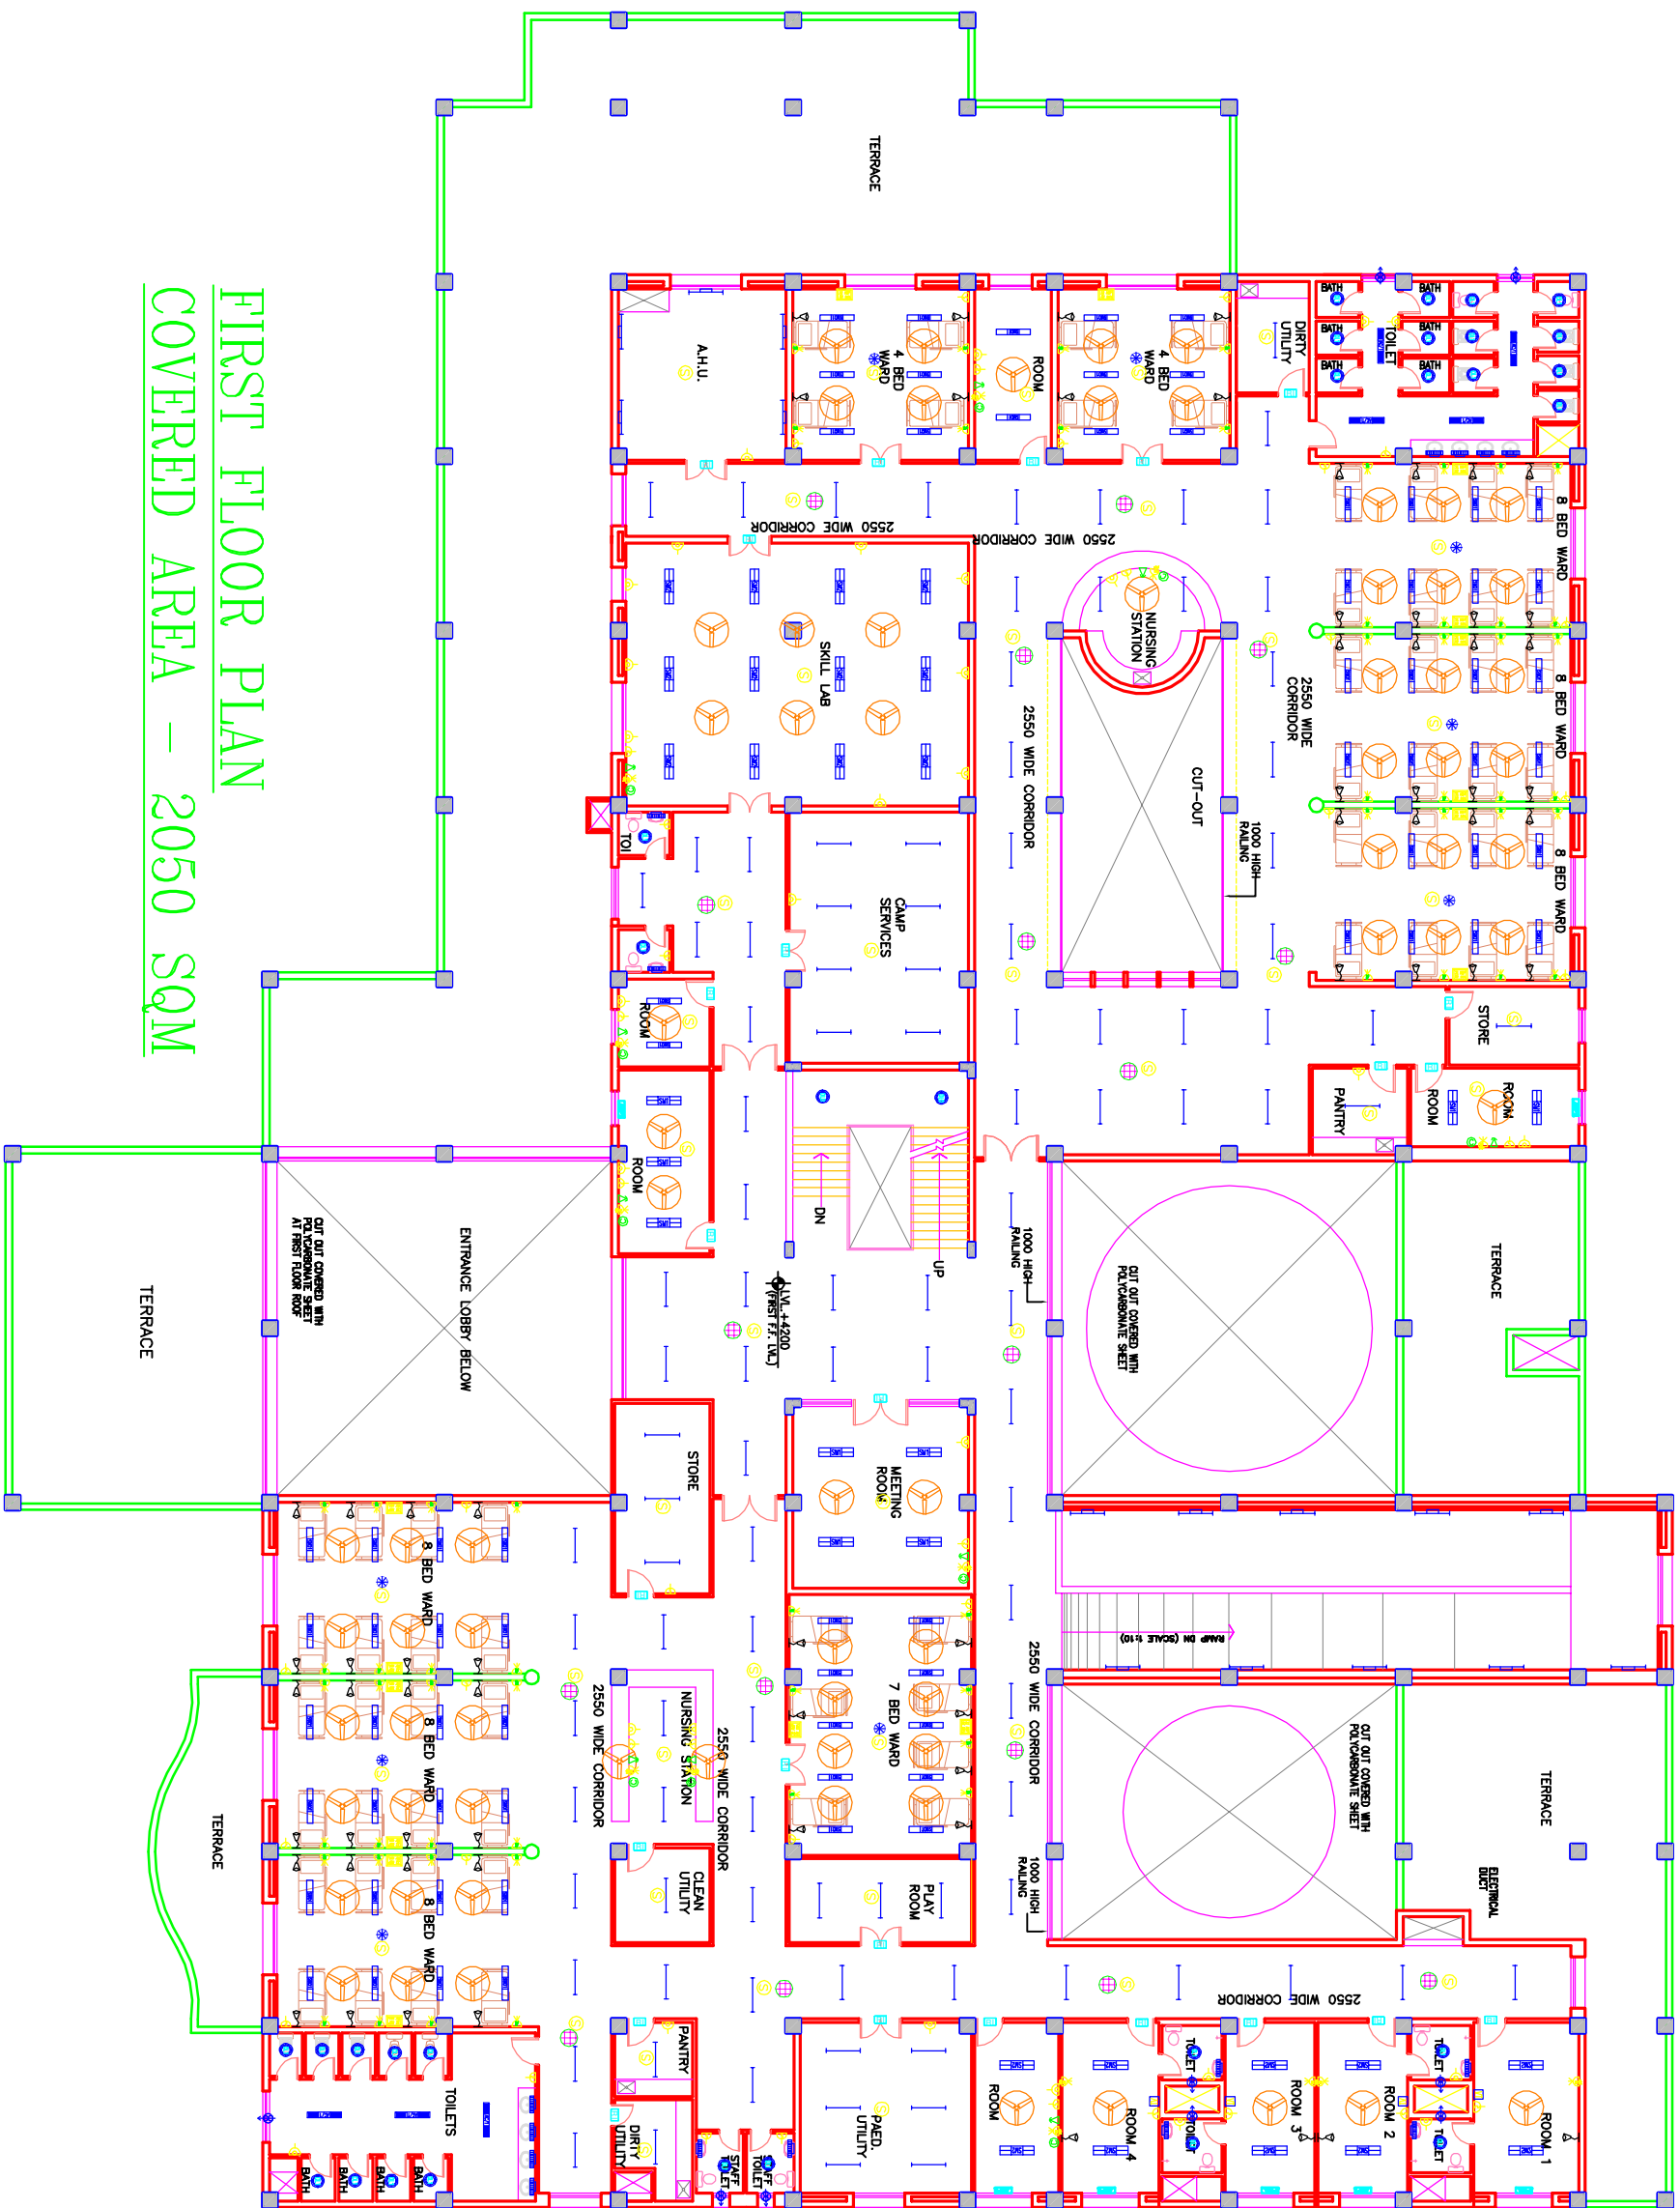 FIRST FLOOR PLAN
COVERED AREA - 2050 SQM
TERRACE
BATH
BATH
BATH
BATH
BATH
BATH
TOILET
DIRTY
UTILITY
4 BED
WARD
ROOM
4 BED
WARD
A.H.U.
2550 WIDE CORRIDOR
2550 WIDE CORRIDOR
8 BED WARD
8 BED WARD
8 BED WARD
2550 WIDE
CORRIDOR
NURSING
STATION
CUT-OUT
1000 HIGH
RAILING
2550 WIDE CORRIDOR
SKILL LAB
TOI
CAMP
SERVICES
STORE
ROOM
ROOM
PANTRY
ROOM
ROOM
DN
UP
LVL.+4200
(FIRST F.F. LVL)
1000 HIGH
RAILING
TERRACE
CUT OUT COVERED WITH
POLYCARBONATE SHEET
ENTRANCE LOBBY BELOW
CUT OUT COVERED WITH
POLYCARBONATE SHEET
AT FIRST FLOOR ROOF
TERRACE
STORE
MEETING
ROOM
RAMP DN (SCALE 1:10)
2550 WIDE CORRIDOR
7 BED WARD
2550 WIDE CORRIDOR
NURSING STATION
2550 WIDE CORRIDOR
8 BED WARD
8 BED WARD
8 BED WARD
TERRACE
CUT OUT COVERED WITH
POLYCARBONATE SHEET
TERRACE
ELECTRICAL
DUCT
1000 HIGH
RAILING
PLAY
ROOM
CLEAN
UTILITY
2550 WIDE CORRIDOR
ROOM 1
TOILET
TOILET
ROOM 2
ROOM 3
TOILET
TOILET
ROOM 4
ROOM
PAED.
UTILITY
STAFF
TOILET
STAFF
TOILET
PANTRY
DIRTY
UTILITY
TOILETS
BATH
BATH
BATH
BATH